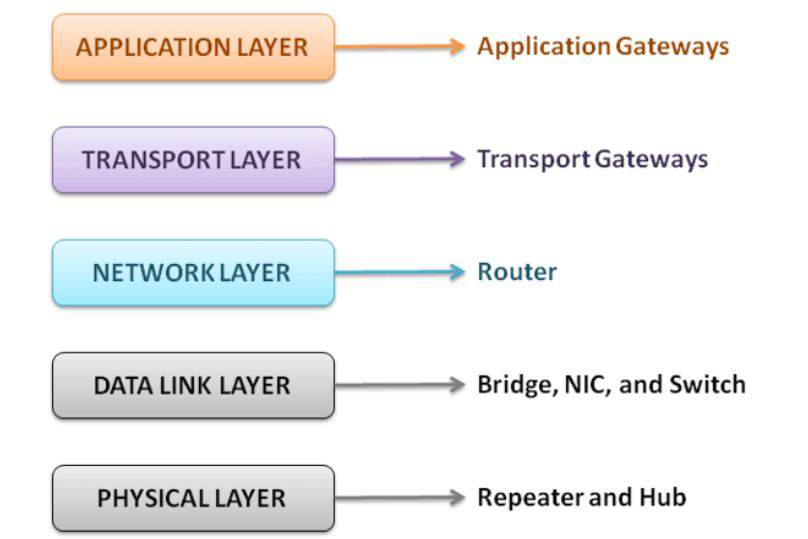 APPLICATION LAYER
Application Gateways
TRANSPORT LAYER
Transport Gateways
NETWORK LAYER
Router
DATA LINK LAYER
Bridge, NIC, and Switch
PHYSICAL LAYER
Repeater and Hub